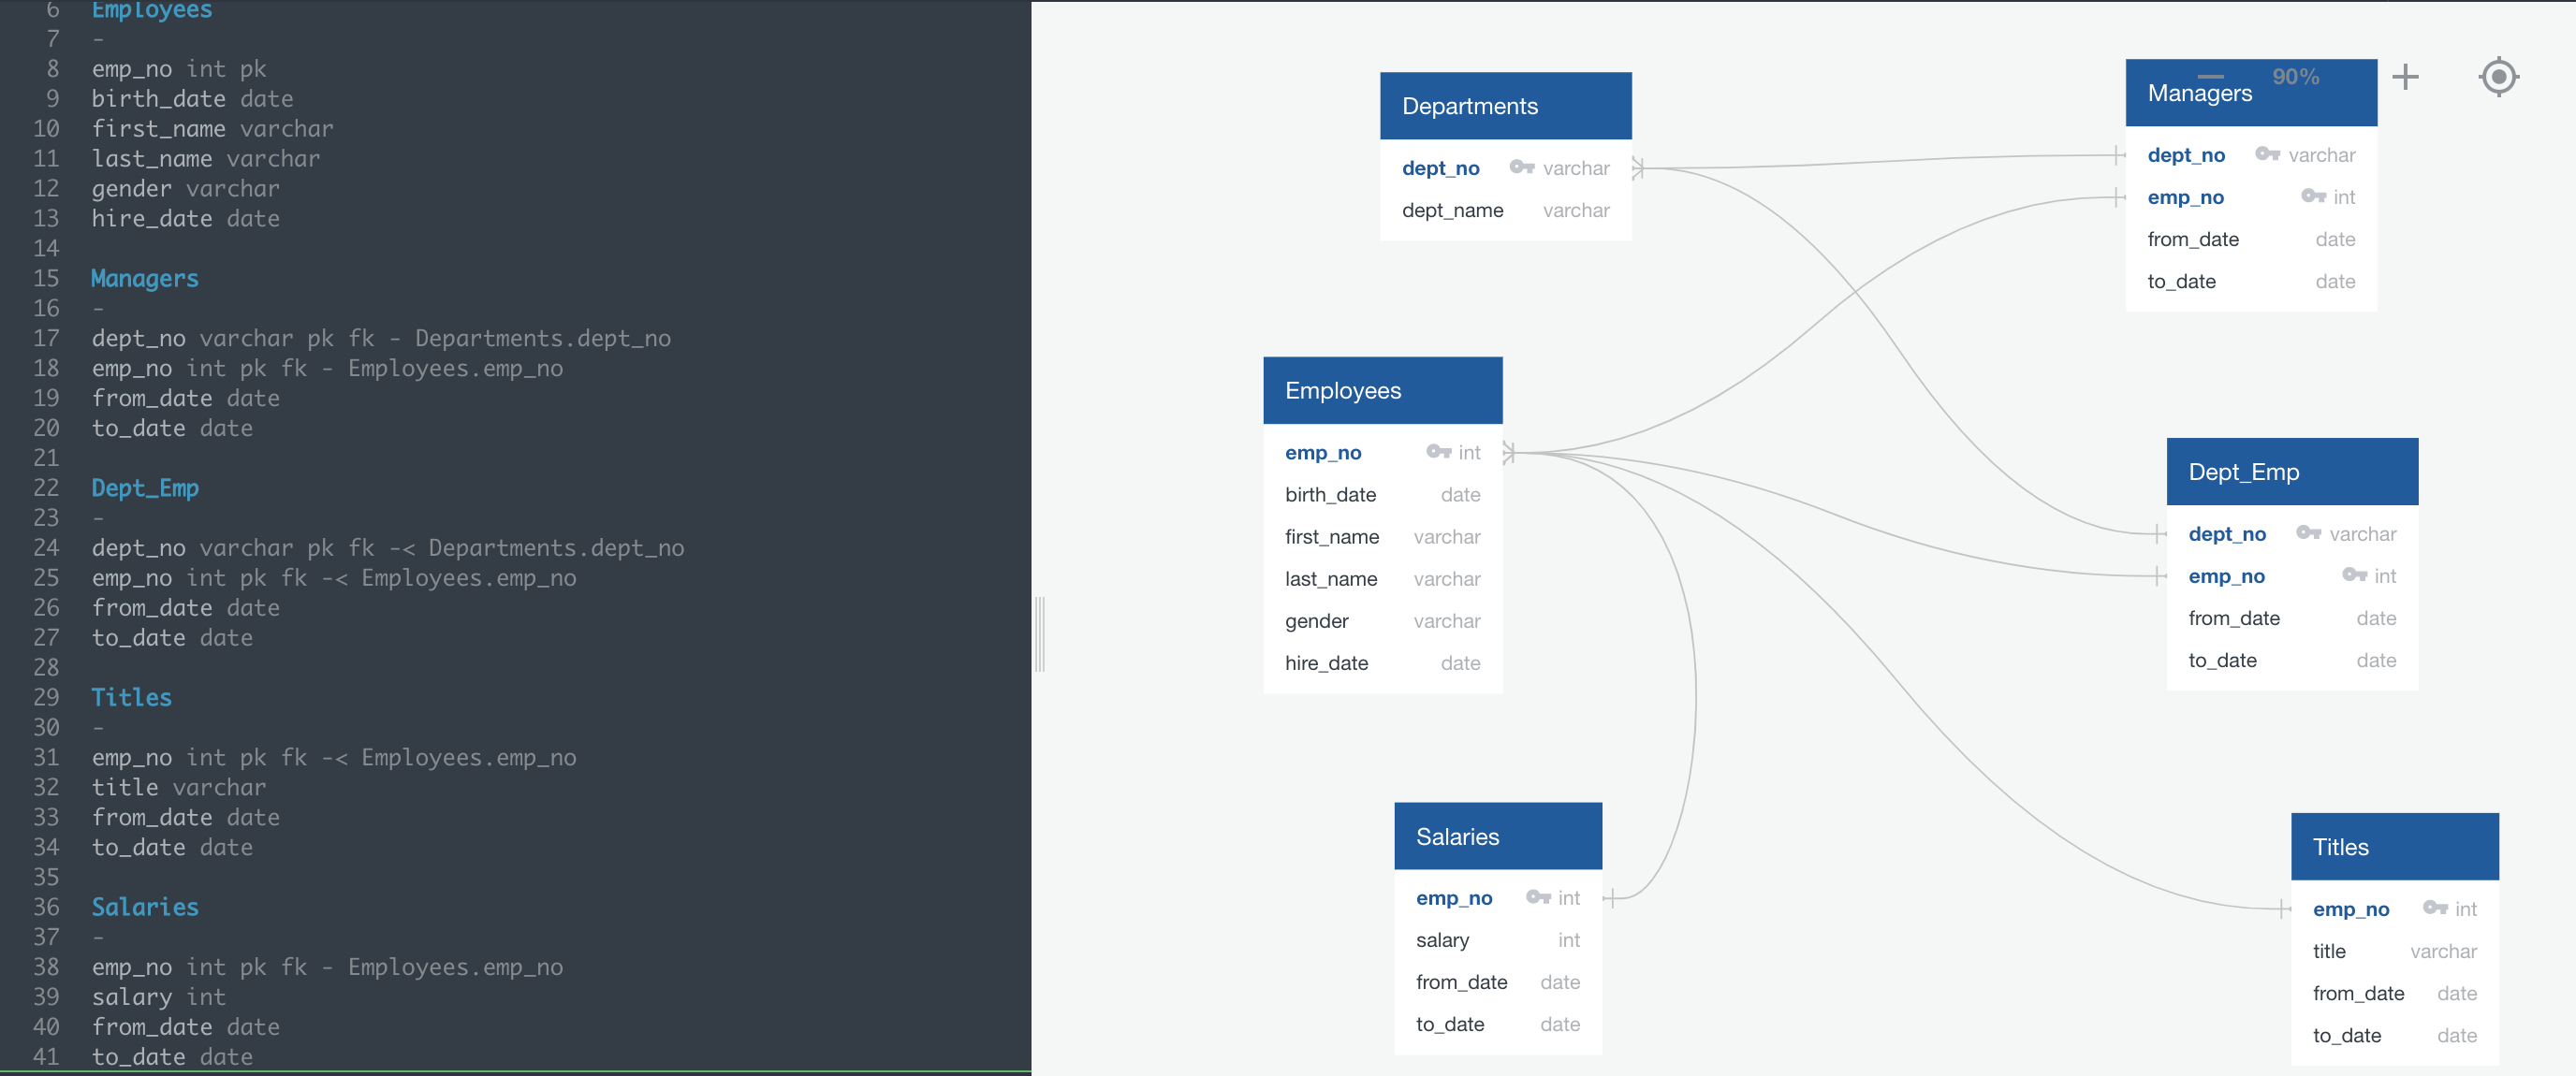 6 Employees
7 -
8 emp_no int pk
9 birth_date date
10 first_name varchar
11 last_name varchar
12 gender varchar
13 hire_date date
14
15 Managers
16 -
17 dept_no varchar pk fk - Departments.dept_no
18 emp_no int pk fk - Employees.emp_no
19 from_date date
20 to_date date
21
22 Dept_Emp
23 -
24 dept_no varchar pk fk -< Departments.dept_no
25 emp_no int pk fk -< Employees.emp_no
26 from_date date
27 to_date date
28
29 Titles
30 -
31 emp_no int pk fk -< Employees.emp_no
32 title varchar
33 from_date date
34 to_date date
35
36 Salaries
37 -
38 emp_no int pk fk - Employees.emp_no
39 salary int
40 from_date date
41 to_date date
Departments
dept_no varchar
dept_name varchar
90%
Managers
dept_no varchar
emp_no int
from_date date
to_date date
Employees
emp_no int
birth_date date
first_name varchar
last_name varchar
gender varchar
hire_date date
Dept_Emp
dept_no varchar
emp_no int
from_date date
to_date date
Salaries
emp_no int
salary int
from_date date
to_date date
Titles
emp_no int
title varchar
from_date date
to_date date